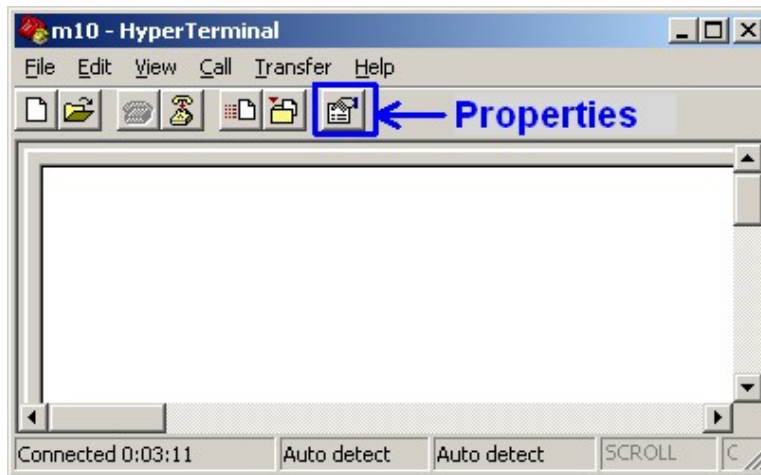 m10 - HyperTerminal
File Edit View Call Transfer Help
Properties
Connected 0:03:11 Auto detect Auto detect SCROLL C